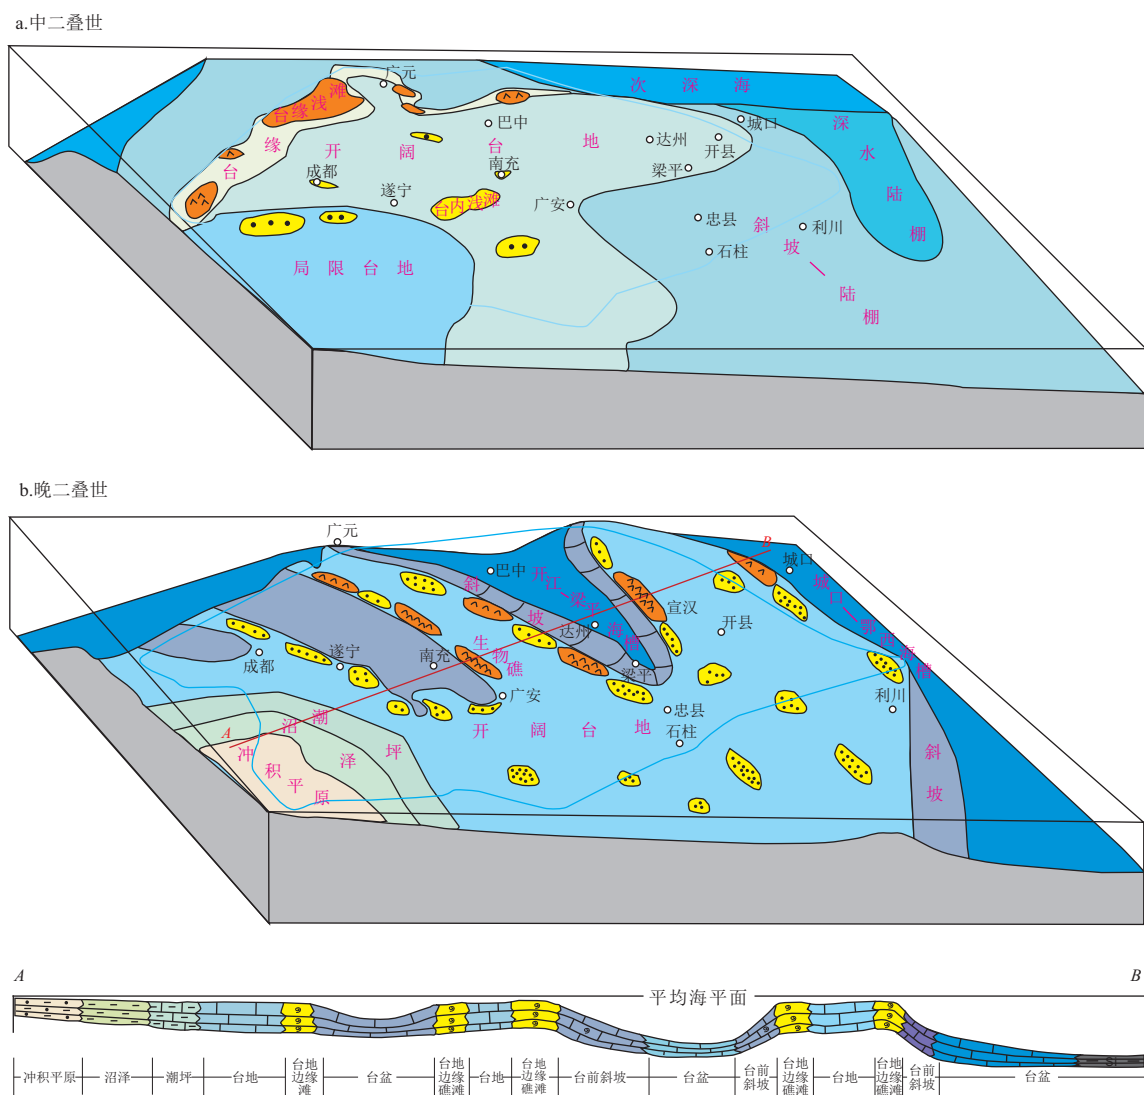 a.中二叠世
次深海
广元
台缘浅滩
城口
深水陆棚
巴中
达州
开县
台缘
开阔台地
南充
梁平
成都
遂宁
台内浅滩
广安
忠县
斜坡—陆棚
利川
石柱
局限台地
b.晚二叠世
广元
B
城口
巴中
斜坡
开江—梁平海槽
城口—鄂西海槽
宣汉
达州
开县
生物礁
成都
遂宁
南充
梁平
广安
利川
忠县
潮坪
沼泽
开阔台地
石柱
A
冲积平原
斜坡
A
B
平均海平面
Si
冲积平原
沼泽
潮坪
台地
台地边缘滩
台盆
台地边缘礁滩
台地
台地边缘礁滩
台前斜坡
台盆
台前斜坡
台地边缘礁滩
台地
台地边缘礁滩
台前斜坡
台盆